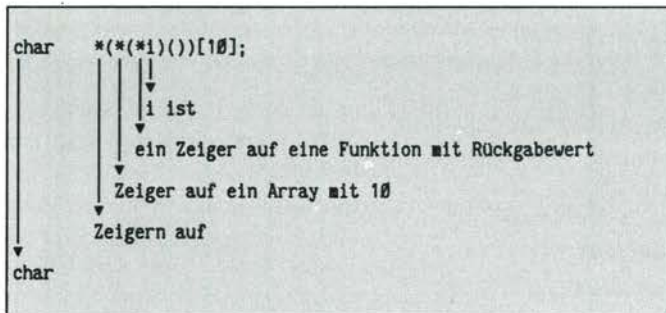 char *(*(*i)())[10];
i ist
ein Zeiger auf eine Funktion mit Rückgabewert
Zeiger auf ein Array mit 10
Zeigern auf
char